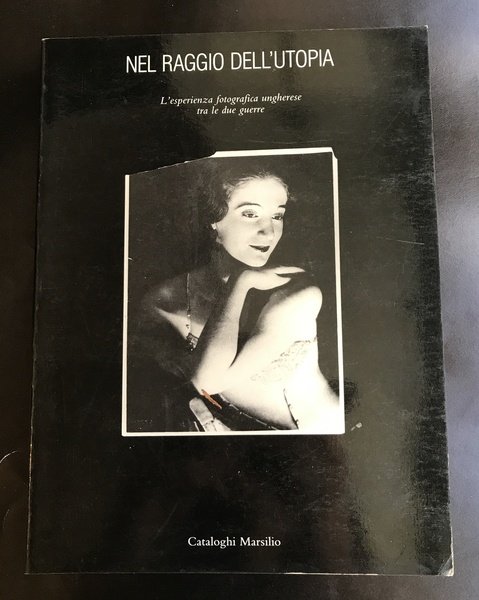 NEL RAGGIO DELL'UTOPIA
L'esperienza fotografica ungherese
tra le due guerre
Cataloghi Marsilio